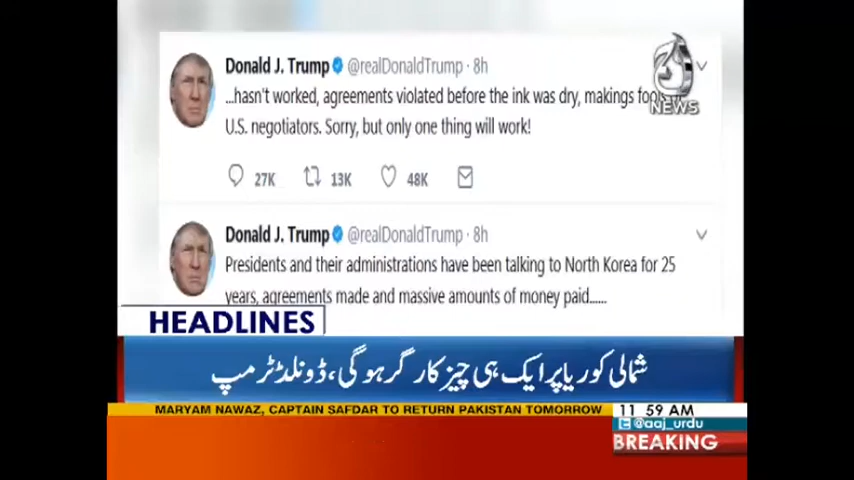 Donald J. Trump @realDonaldTrump · 8h
...hasn't worked, agreements violated before the ink was dry, makings fools
U.S. negotiators. Sorry, but only one thing will work!
NEWS
27K 13K 48K
Donald J. Trump @realDonaldTrump · 8h
Presidents and their administrations have been talking to North Korea for 25
years, agreements made and massive amounts of money paid......
HEADLINES
شمالی کوریا پر ایک ہی چیز کارگر ہوگی، ڈونلڈ ٹرمپ
MARYAM NAWAZ, CAPTAIN SAFDAR TO RETURN PAKISTAN TOMORROW
11:59 AM
@aaj_urdu
BREAKING